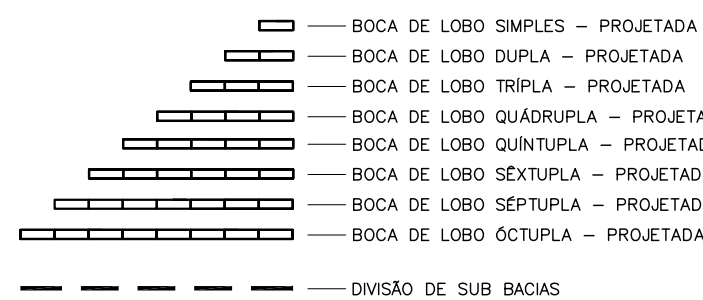 BOCA DE LOBO SIMPLES – PROJETADA
BOCA DE LOBO DUPLA – PROJETADA
BOCA DE LOBO TRÍPLA – PROJETADA
BOCA DE LOBO QUÁDRUPLA – PROJETA
BOCA DE LOBO QUÍNTUPLA – PROJETAD
BOCA DE LOBO SÊXTUPLA – PROJETAD
BOCA DE LOBO SÉPTUPLA – PROJETAD
BOCA DE LOBO ÓCTUPLA – PROJETADA
DIVISÃO DE SUB BACIAS